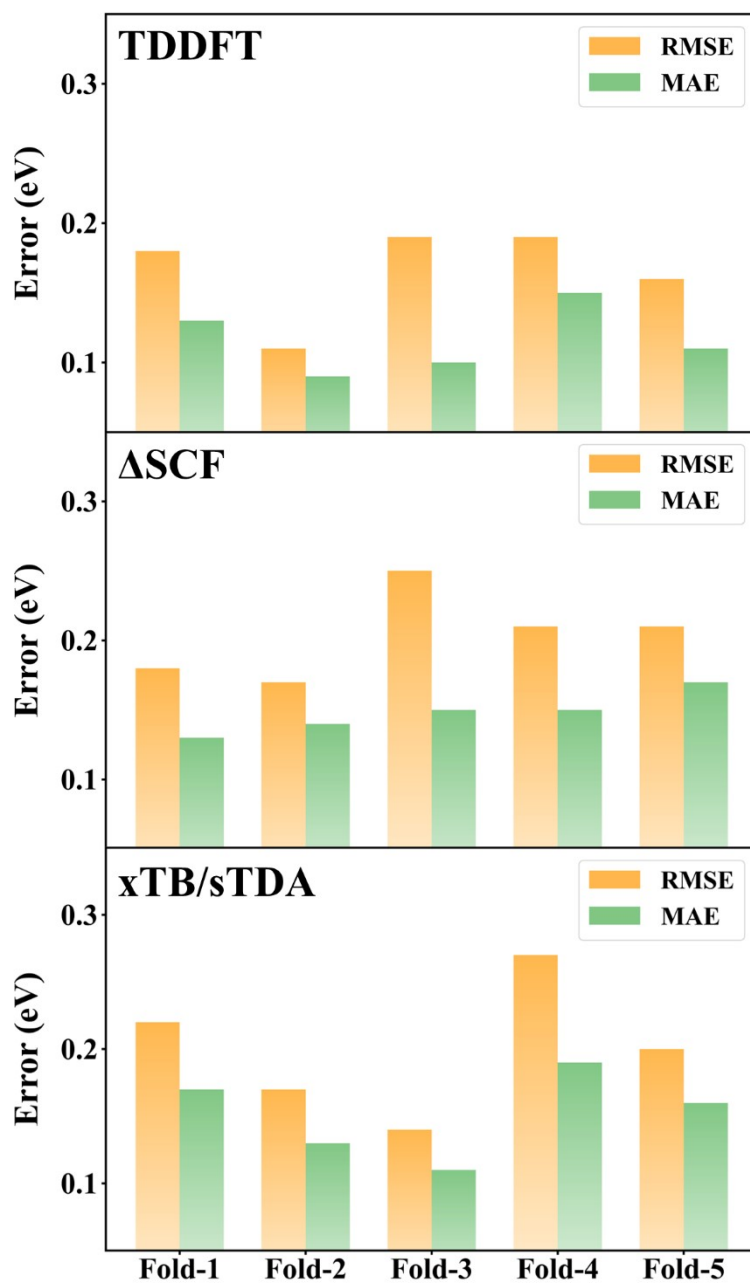 TDDFT
RMSE
MAE
Error (eV)
0.3
0.2
0.1
ΔSCF
RMSE
MAE
Error (eV)
0.3
0.2
0.1
xTB/sTDA
RMSE
MAE
Error (eV)
0.3
0.2
0.1
Fold-1 Fold-2 Fold-3 Fold-4 Fold-5